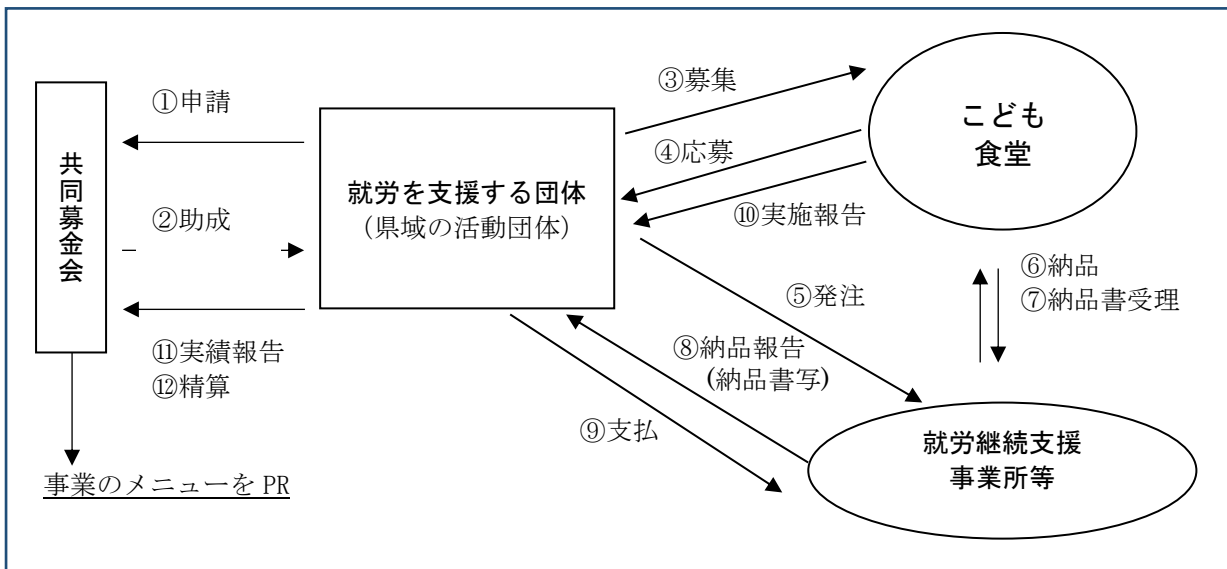 共同募金会
①申請
②助成
⑪実績報告
⑫精算
事業のメニューを PR
就労を支援する団体
（県域の活動団体）
③募集
④応募
⑩実施報告
⑤発注
⑧納品報告
(納品書写)
⑨支払
こども
食堂
⑥納品
⑦納品書受理
就労継続支援
事業所等